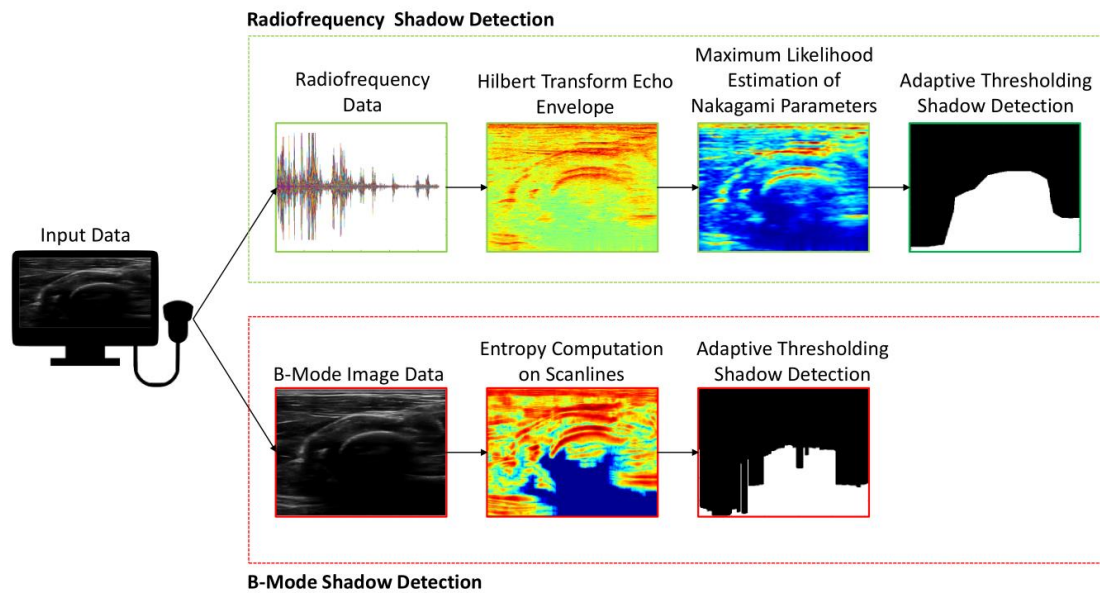 Radiofrequency Shadow Detection
Radiofrequency
Data
Hilbert Transform Echo
Envelope
Maximum Likelihood
Estimation of
Nakagami Parameters
Adaptive Thresholding
Shadow Detection
Input Data
B-Mode Image Data
Entropy Computation
on Scanlines
Adaptive Thresholding
Shadow Detection
B-Mode Shadow Detection